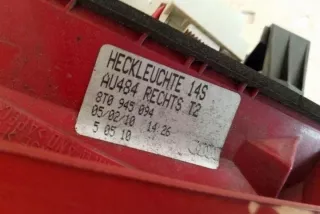 HECKLEUCHTE 14S
AU484 RECHTS T2
8T0 945 094
05/02/10 14:26
5 05 10